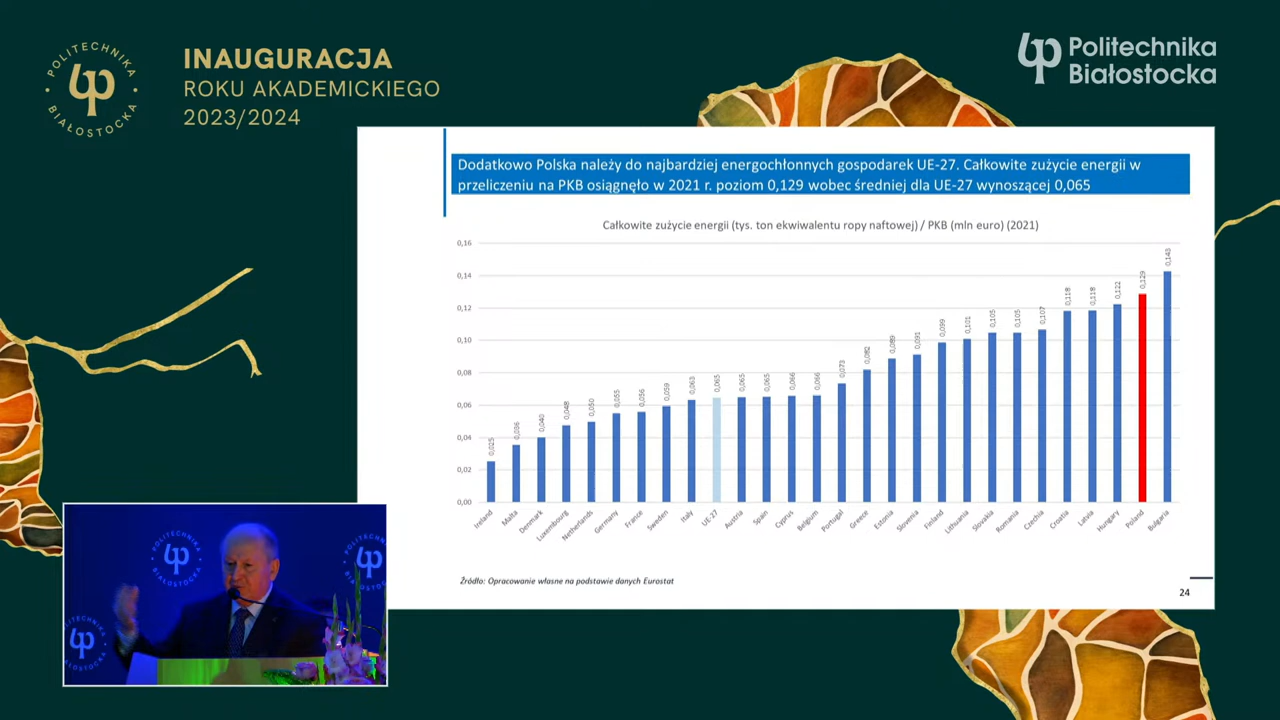 POLITECHNIKA
BIAŁOSTOCKA
INAUGURACJA
ROKU AKADEMICKIEGO
2023/2024
Politechnika
Białostocka
Dodatkowo Polska należy do najbardziej energochłonnych gospodarek UE-27. Całkowite zużycie energii w
przeliczeniu na PKB osiągnęło w 2021 r. poziom 0,129 wobec średniej dla UE-27 wynoszącej 0,065
Całkowite zużycie energii (tys. ton ekwiwalentu ropy naftowej) / PKB (mln euro) (2021)
0,16
0,14
0,12
0,10
0,08
0,06
0,04
0,02
0,00
0,025
0,036
0,040
0,048
0,050
0,055
0,056
0,059
0,063
0,065
0,065
0,065
0,066
0,066
0,073
0,082
0,089
0,091
0,099
0,101
0,105
0,105
0,107
0,118
0,118
0,122
0,129
0,143
Ireland
Malta
Denmark
Luxembourg
Netherlands
Germany
France
Sweden
Italy
UE-27
Austria
Spain
Cyprus
Belgium
Portugal
Greece
Estonia
Slovenia
Finland
Lithuania
Slovakia
Romania
Czechia
Croatia
Latvia
Hungary
Poland
Bulgaria
Źródło: Opracowanie własne na podstawie danych Eurostat
24
POLITECHNIKA
BIAŁOSTOCKA